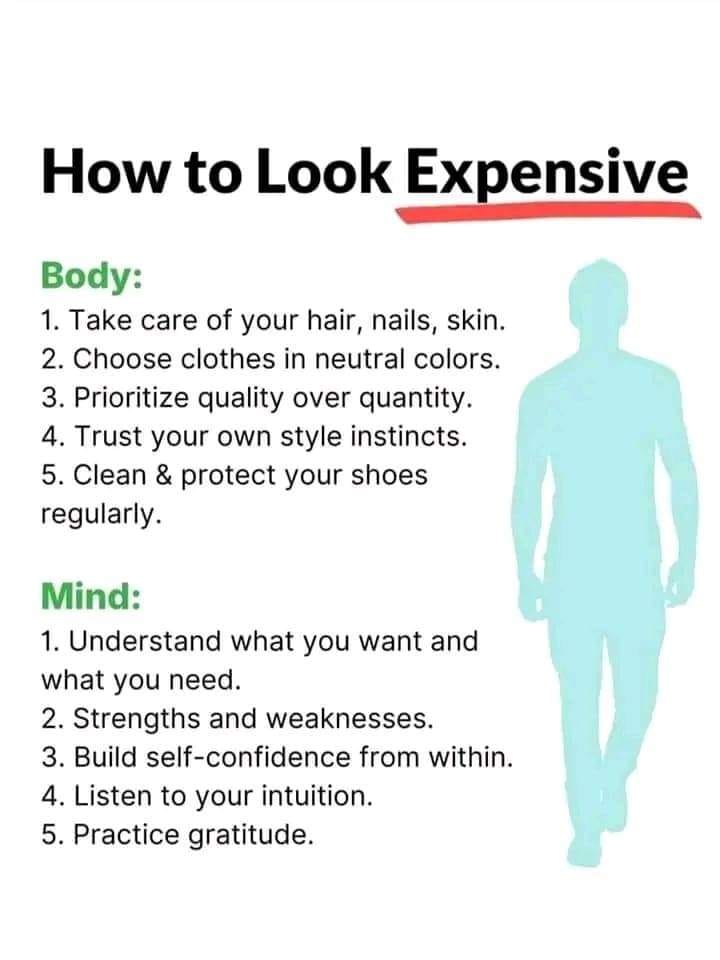 How to Look Expensive
Body:
1. Take care of your hair, nails, skin.
2. Choose clothes in neutral colors.
3. Prioritize quality over quantity.
4. Trust your own style instincts.
5. Clean & protect your shoes
regularly.
Mind:
1. Understand what you want and
what you need.
2. Strengths and weaknesses.
3. Build self-confidence from within.
4. Listen to your intuition.
5. Practice gratitude.